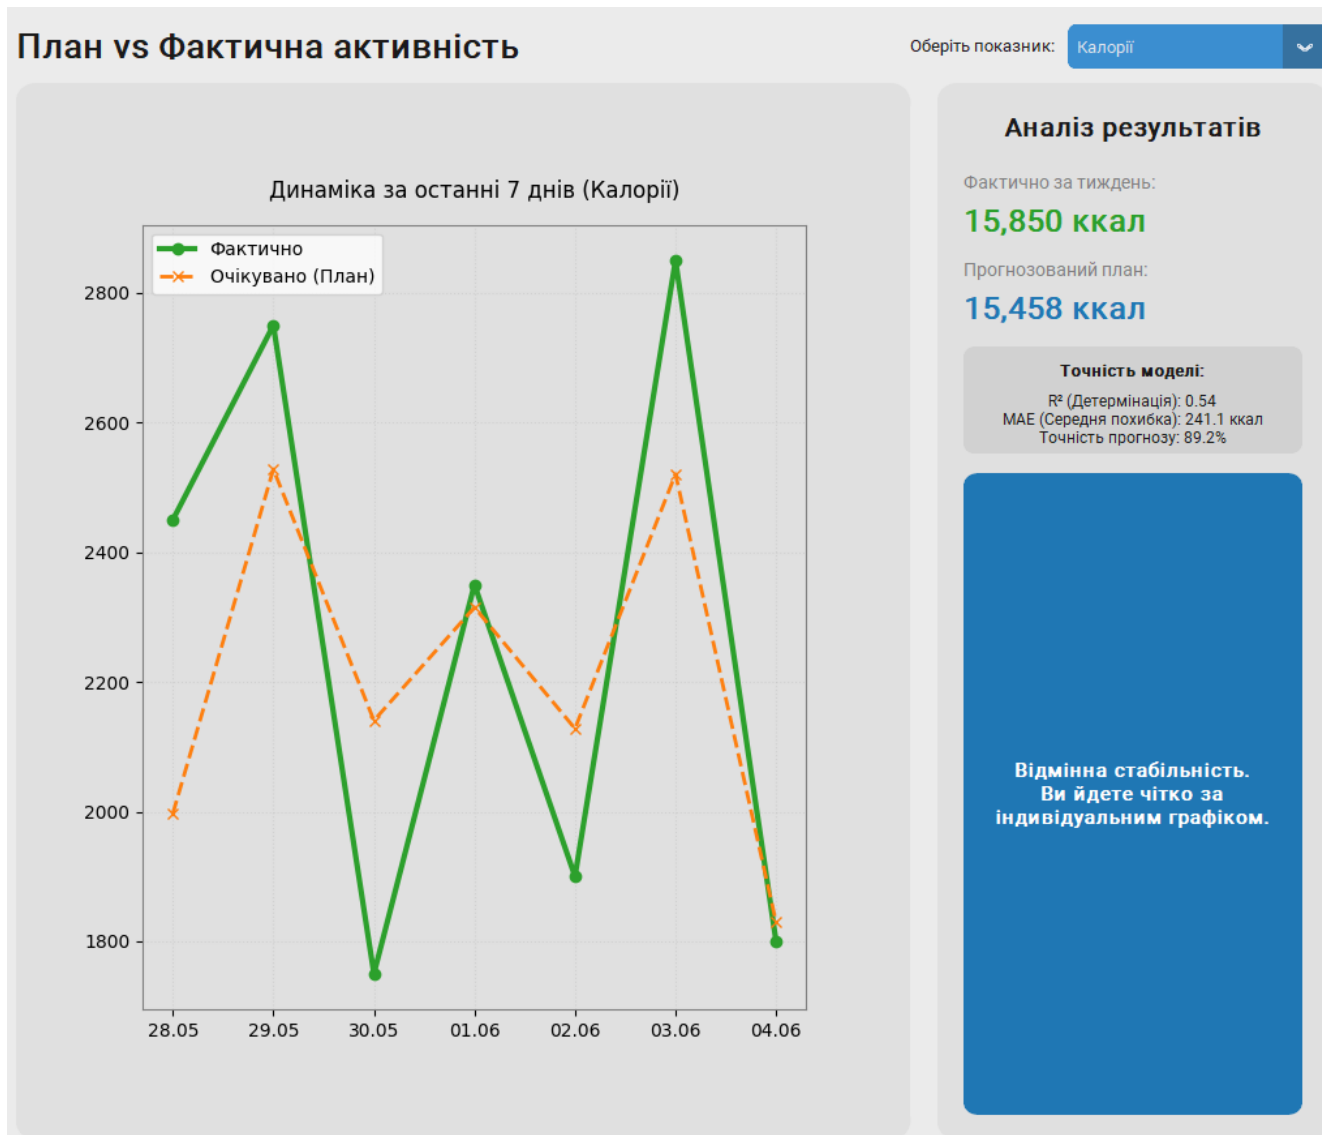 План vs Фактична активність
Оберіть показник:
Калорії
Динаміка за останні 7 днів (Калорії)
Фактично
Очікувано (План)
2800
2600
2400
2200
2000
1800
28.05 29.05 30.05 01.06 02.06 03.06 04.06
Аналіз результатів
Фактично за тиждень:
15,850 ккал
Прогнозований план:
15,458 ккал
Точність моделі:
R² (Детермінація): 0.54
MAE (Середня похибка): 241.1 ккал
Точність прогнозу: 89.2%
Відмінна стабільність.
Ви йдете чітко за
індивідуальним графіком.